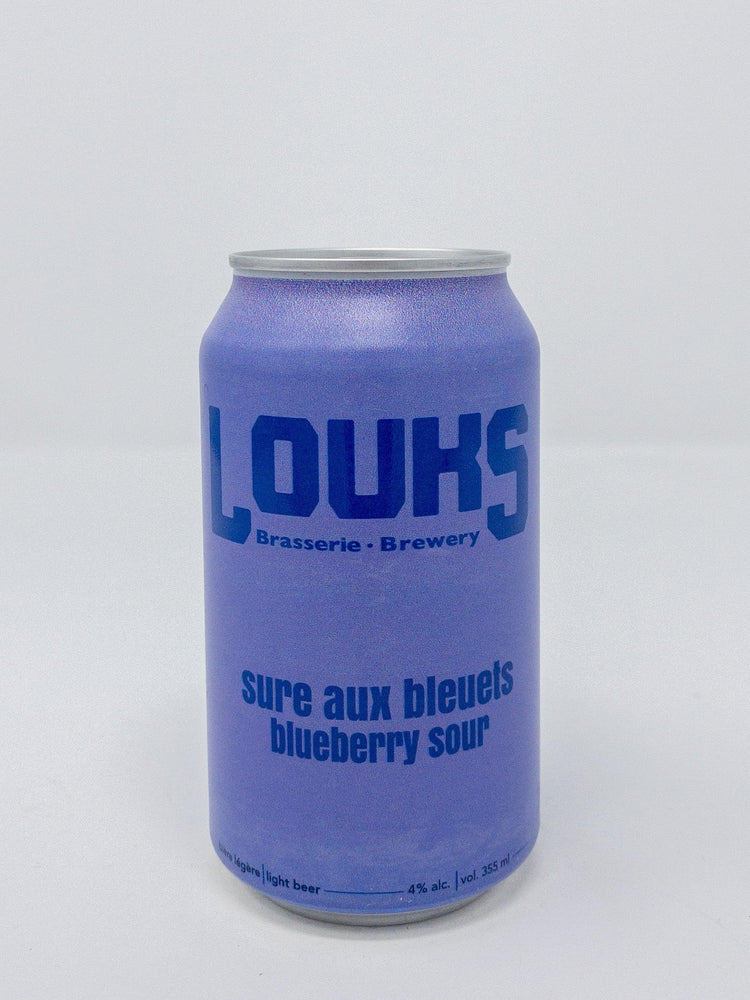 LOUKS
Brasserie · Brewery
sure aux bleuets
blueberry sour
bière légère | light beer 4% alc. | vol. 355 ml